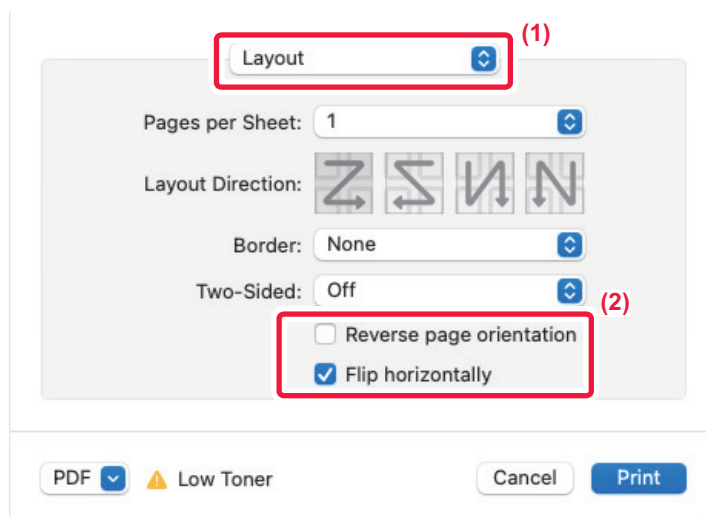 (1)
Layout
Pages per Sheet: 1
Layout Direction:
Border: None
Two-Sided: Off
(2)
Reverse page orientation
Flip horizontally
PDF Low Toner Cancel Print